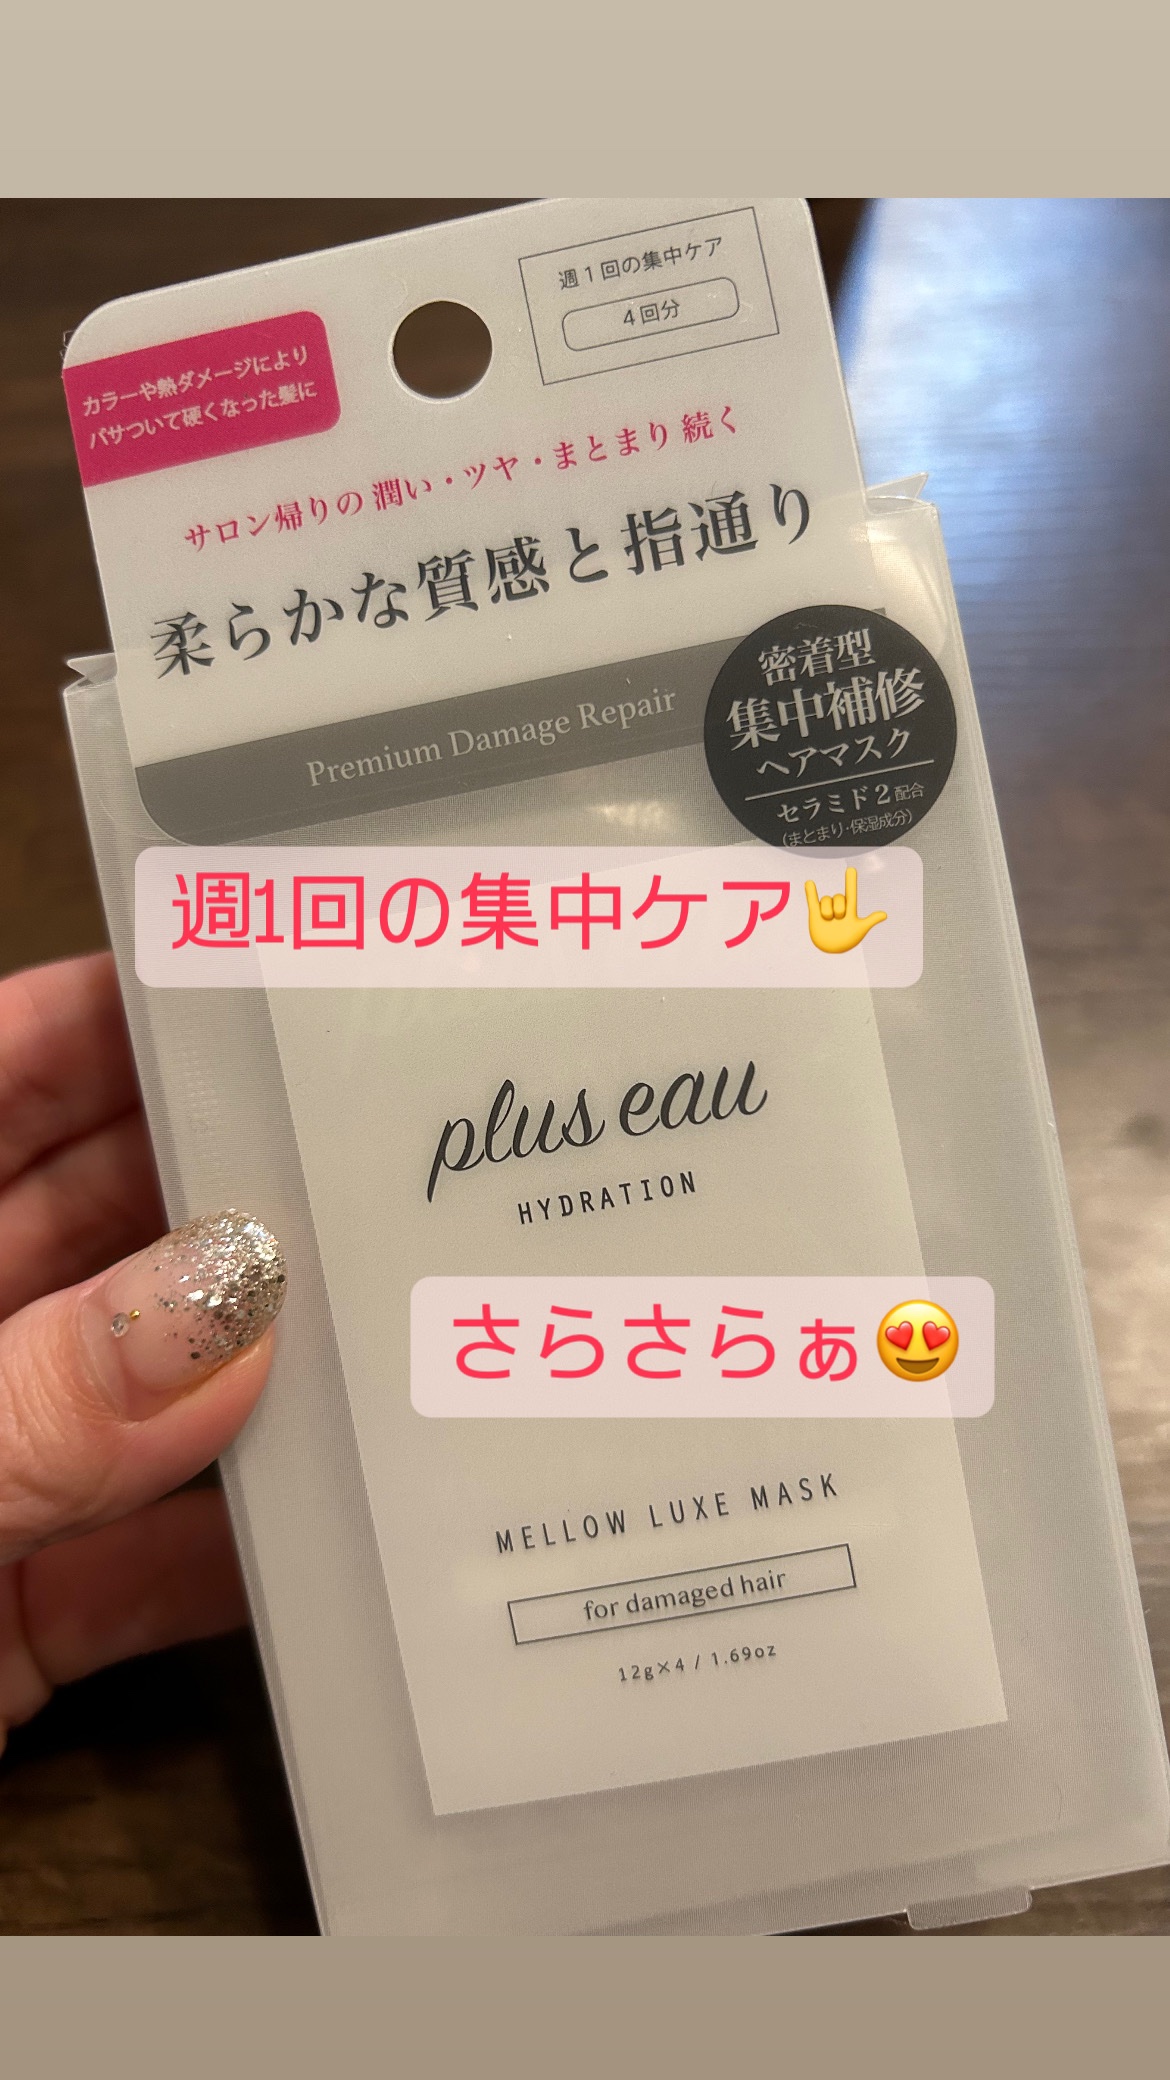 週１回の集中ケア
４回分
カラーや熱ダメージにより
パサついて硬くなった髪に
サロン帰りの 潤い・ツヤ・まとまり 続く
柔らかな質感と指通り
Premium Damage Repair
密着型
集中補修
ヘアマスク
セラミド２配合
(まとまり・保湿成分)
週1回の集中ケア🤟
plus eau
HYDRATION
さらさらぁ😍
MELLOW LUXE MASK
for damaged hair
12g×4 / 1.69oz